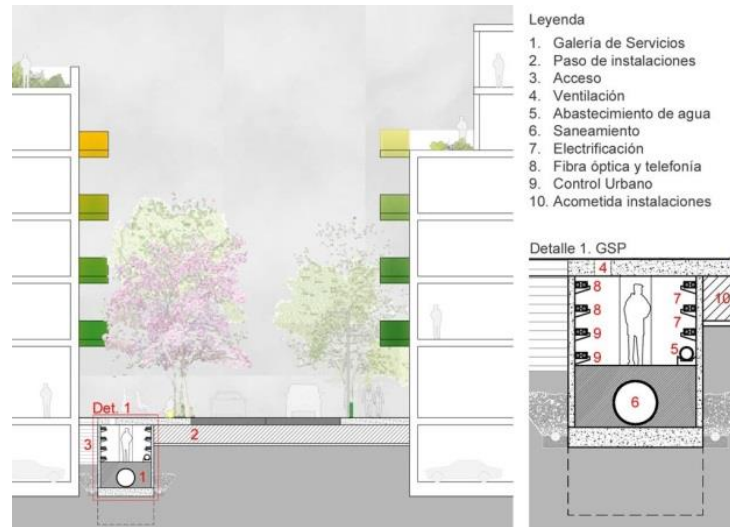 Leyenda
1. Galería de Servicios
2. Paso de instalaciones
3. Acceso
4. Ventilación
5. Abastecimiento de agua
6. Saneamiento
7. Electrificación
8. Fibra óptica y telefonía
9. Control Urbano
10. Acometida instalaciones
Detalle 1. GSP
4
8
7
10
8
7
9
5
9
6
Det. 1
3
2
1